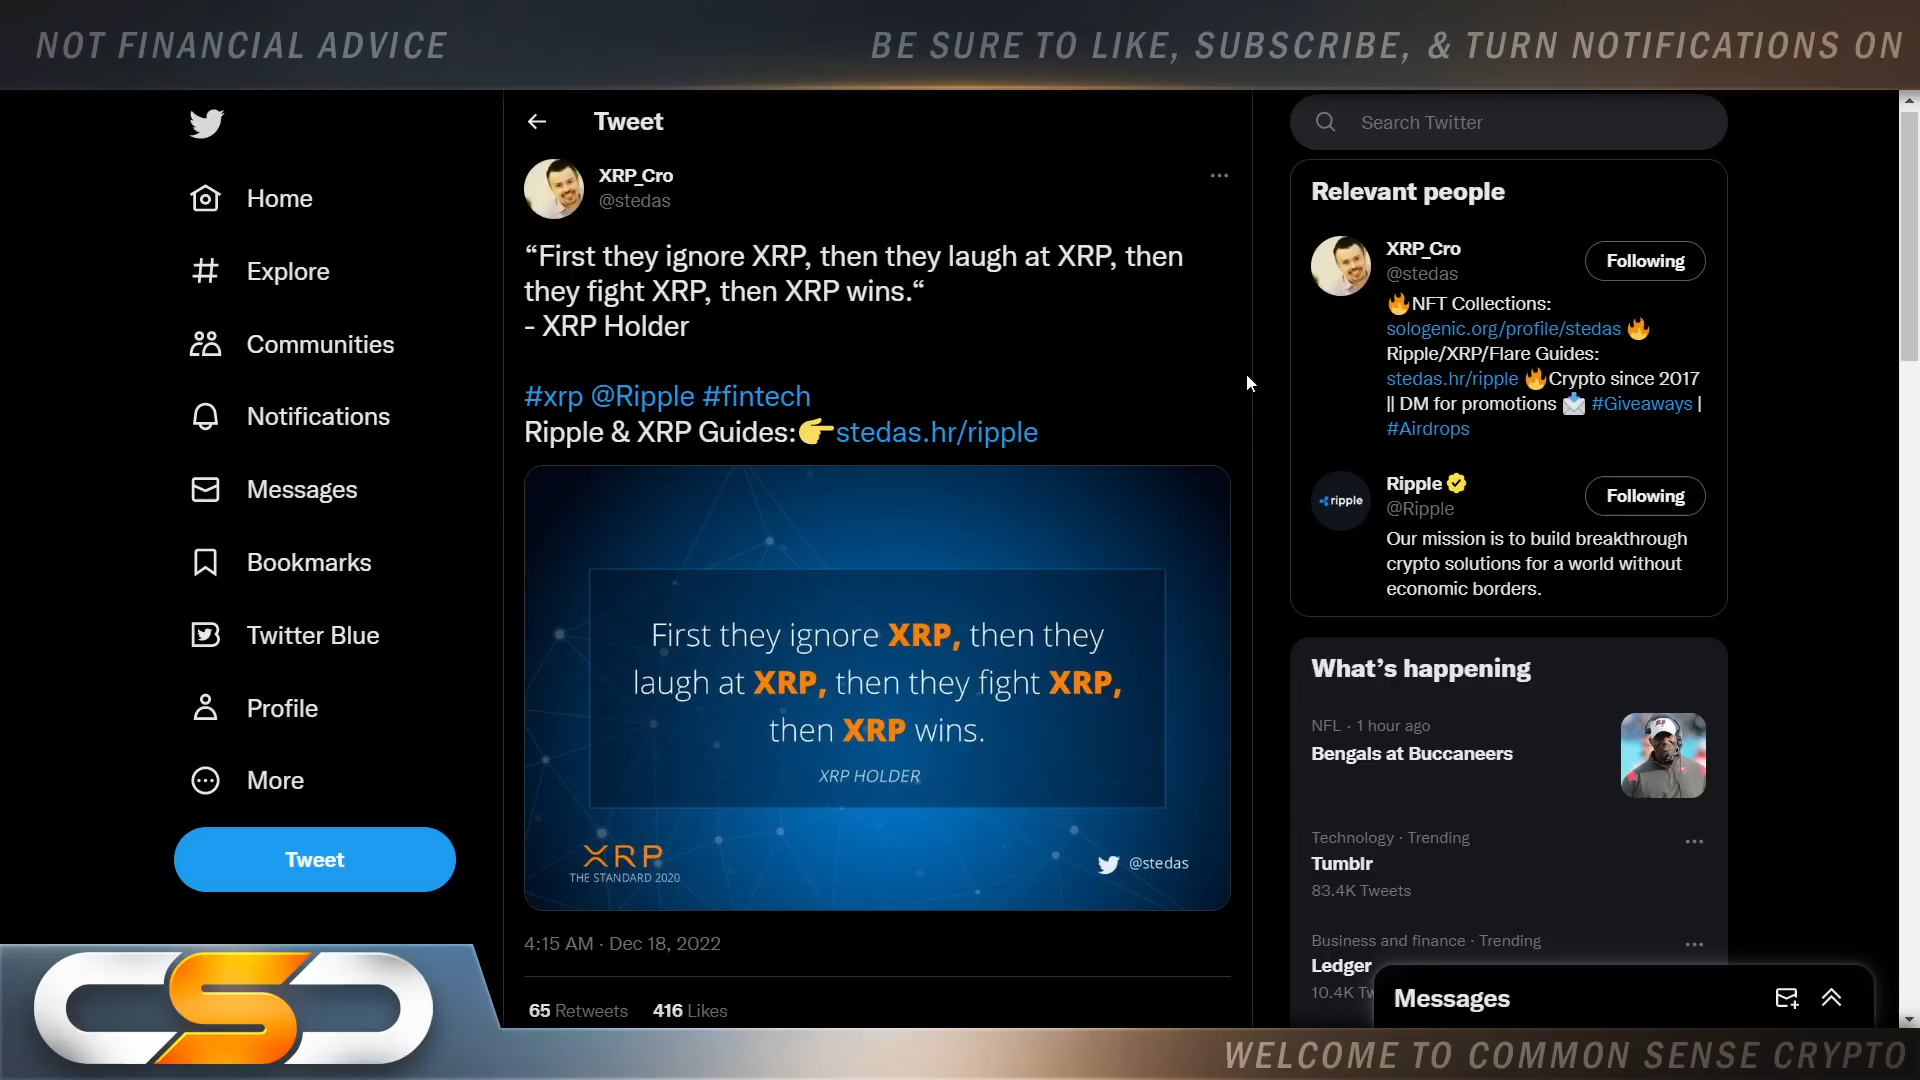 NOT FINANCIAL ADVICE
BE SURE TO LIKE, SUBSCRIBE, & TURN NOTIFICATIONS ON
Home
Explore
Communities
Notifications
Messages
Bookmarks
Twitter Blue
Profile
More
Tweet
Tweet
XRP_Cro
@stedas
“First they ignore XRP, then they laugh at XRP, then
they fight XRP, then XRP wins.“
- XRP Holder
#xrp @Ripple #fintech
Ripple & XRP Guides:👉stedas.hr/ripple
First they ignore XRP, then they
laugh at XRP, then they fight XRP,
then XRP wins.
XRP HOLDER
XRP
THE STANDARD 2020
@stedas
4:15 AM · Dec 18, 2022
65 Retweets 416 Likes
Search Twitter
Relevant people
XRP_Cro
@stedas
Following
🔥NFT Collections:
sologenic.org/profile/stedas 🔥
Ripple/XRP/Flare Guides:
stedas.hr/ripple 🔥Crypto since 2017
|| DM for promotions 📩 #Giveaways |
#Airdrops
ripple
Ripple
@Ripple
Following
Our mission is to build breakthrough
crypto solutions for a world without
economic borders.
What’s happening
NFL · 1 hour ago
Bengals at Buccaneers
Technology · Trending
Tumblr
83.4K Tweets
Business and finance · Trending
Ledger
10.4K Tw
Messages
CSC
WELCOME TO COMMON SENSE CRYPTO